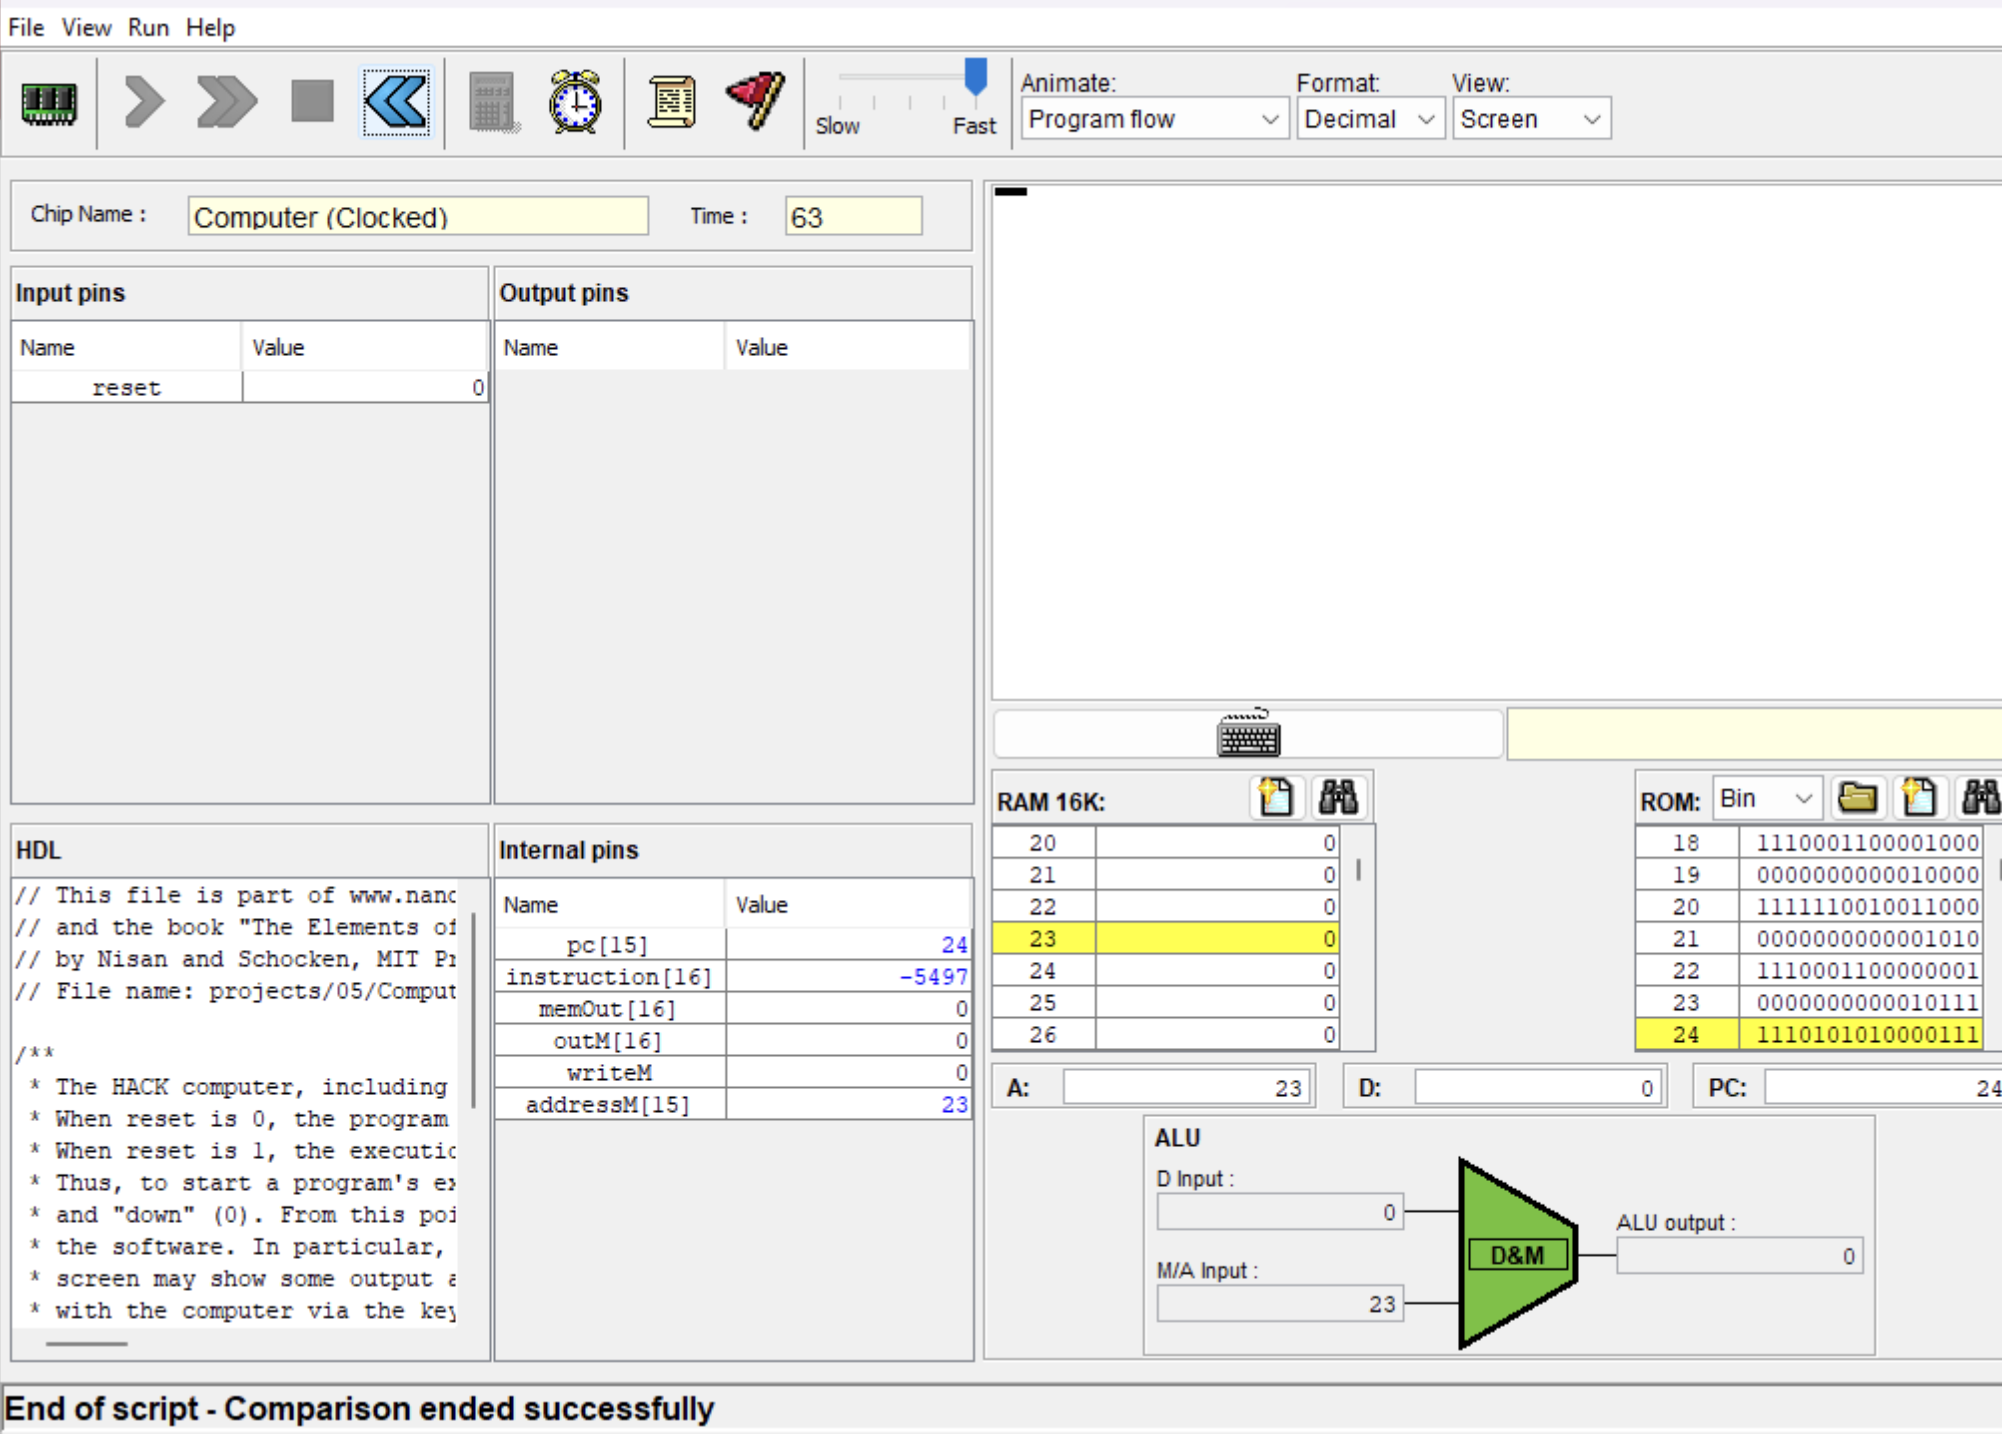 File View Run Help
Animate: Format: View:
Slow Fast Program flow Decimal Screen
Chip Name : Computer (Clocked) Time : 63
Input pins
Name Value
reset 0
Output pins
Name Value
HDL
// This file is part of www.nanc
// and the book "The Elements of
// by Nisan and Schocken, MIT Pr
// File name: projects/05/Comput
/**
* The HACK computer, including
* When reset is 0, the program
* When reset is 1, the executic
* Thus, to start a program's ex
* and "down" (0). From this poi
* the software. In particular,
* screen may show some output a
* with the computer via the key
Internal pins
Name Value
pc[15] 24
instruction[16] -5497
memOut[16] 0
outM[16] 0
writeM 0
addressM[15] 23
RAM 16K:
20 0
21 0
22 0
23 0
24 0
25 0
26 0
ROM: Bin
18 1110001100001000
19 0000000000010000
20 1111110010011000
21 0000000000001010
22 1110001100000001
23 0000000000010111
24 1110101010000111
A: 23 D: 0 PC: 24
ALU
D Input :
0
M/A Input :
23
D&M
ALU output :
0
End of script - Comparison ended successfully